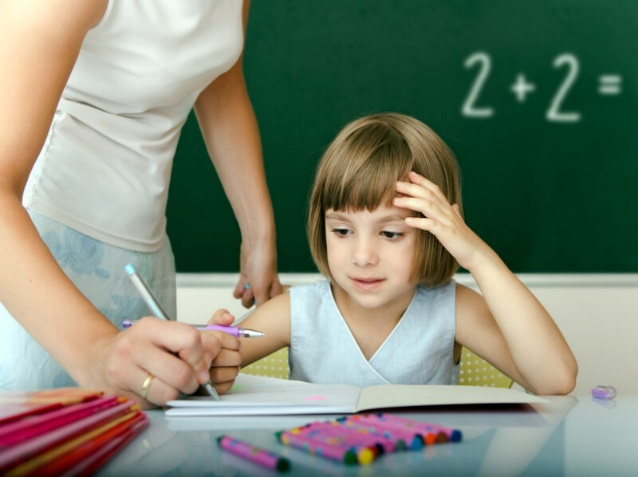 2 + 2 =